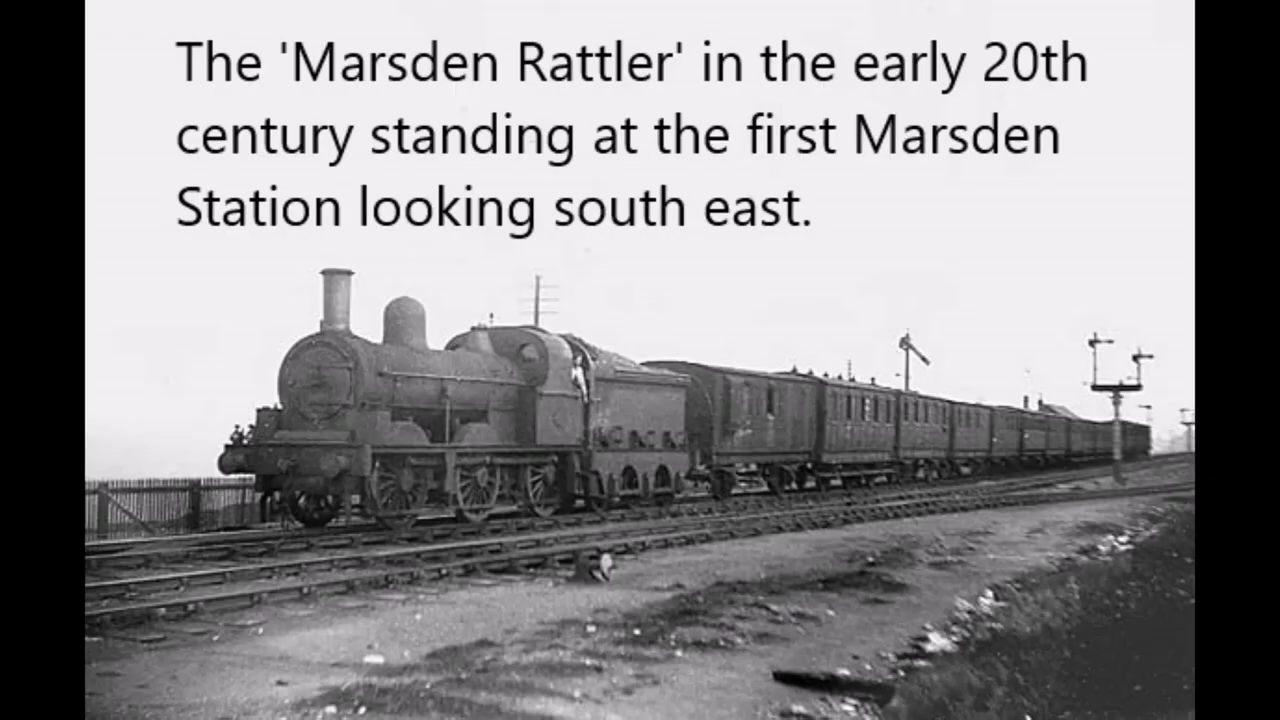 The 'Marsden Rattler' in the early 20th
century standing at the first Marsden
Station looking south east.